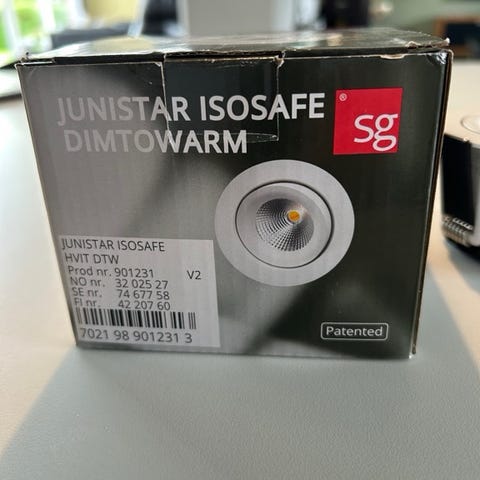 JUNISTAR ISOSAFE
DIMTOWARM
® sg
JUNISTAR ISOSAFE
HVIT DTW
Prod nr. 901231 V2
NO nr. 32 025 27
SE nr. 74 677 58
FI nr. 42 207 60
7021 98 901231 3
Patented